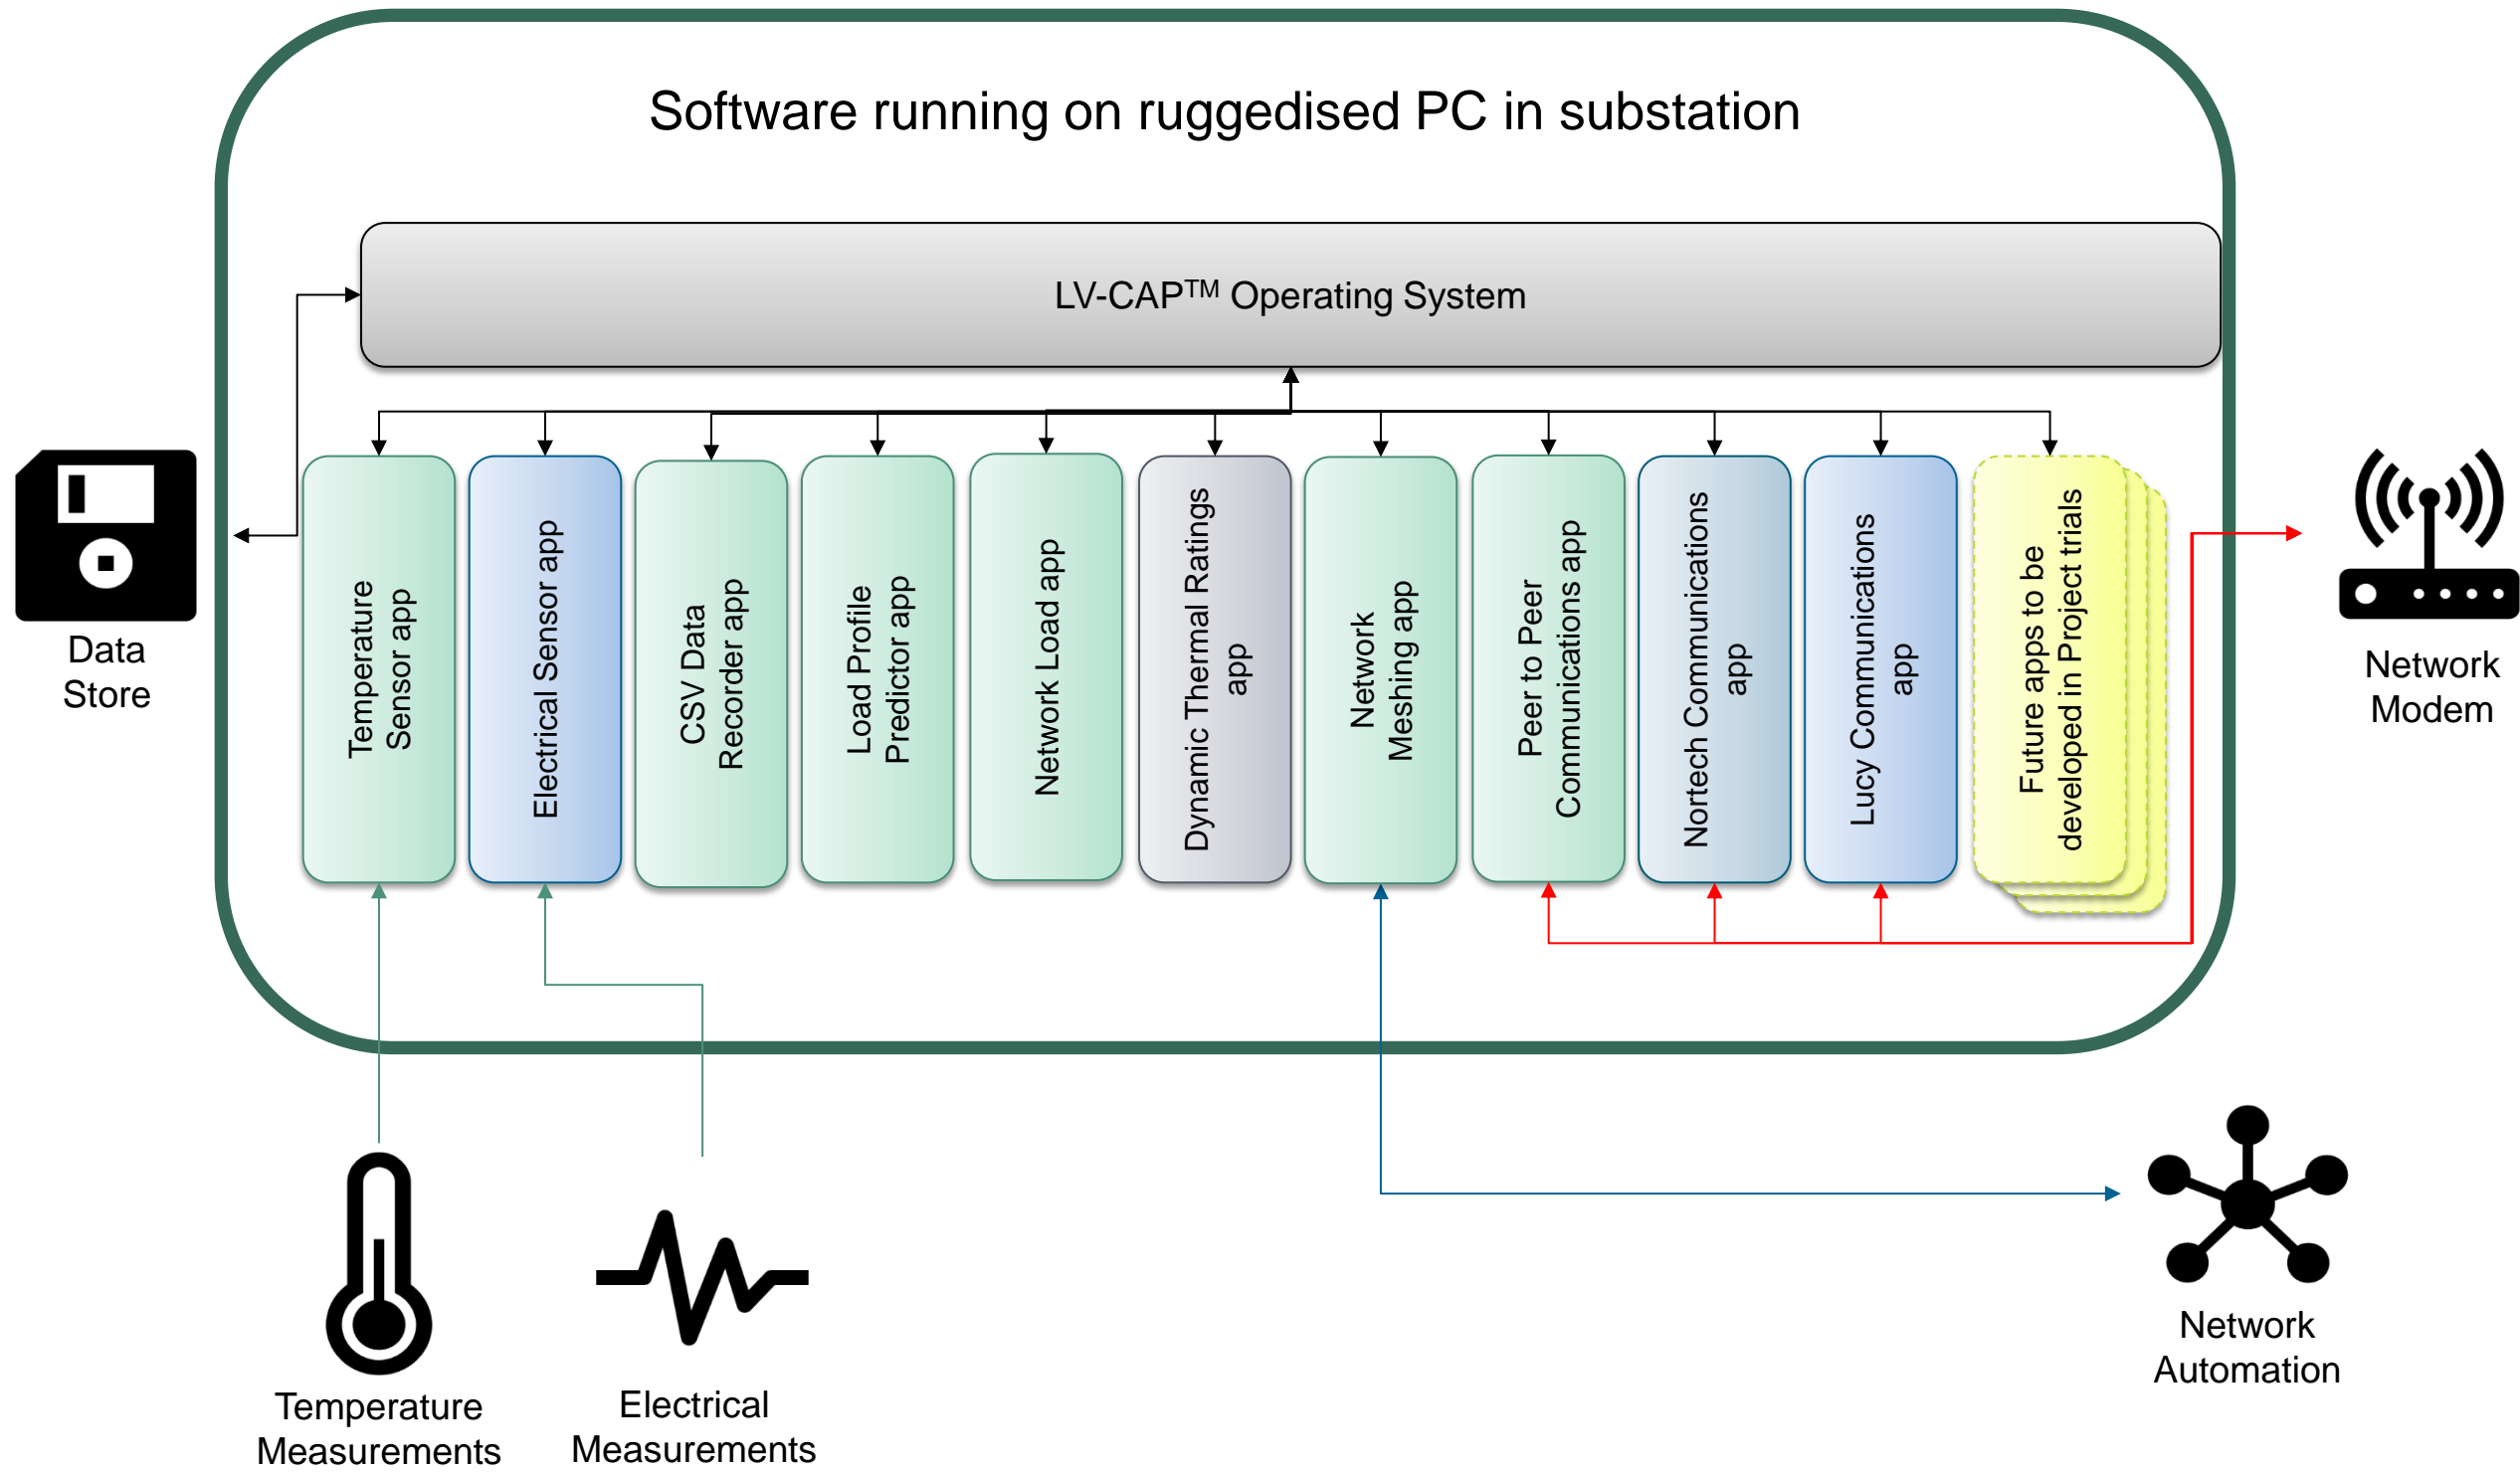 Software running on ruggedised PC in substation
LV-CAP™ Operating System
Temperature
Sensor app
Electrical Sensor app
CSV Data
Recorder app
Load Profile
Predictor app
Network Load app
Dynamic Thermal Ratings
app
Network
Meshing app
Peer to Peer
Communications app
Nortech Communications
app
Lucy Communications
app
Future apps to be
developed in Project trials
Data
Store
Network
Modem
Temperature
Measurements
Electrical
Measurements
Network
Automation